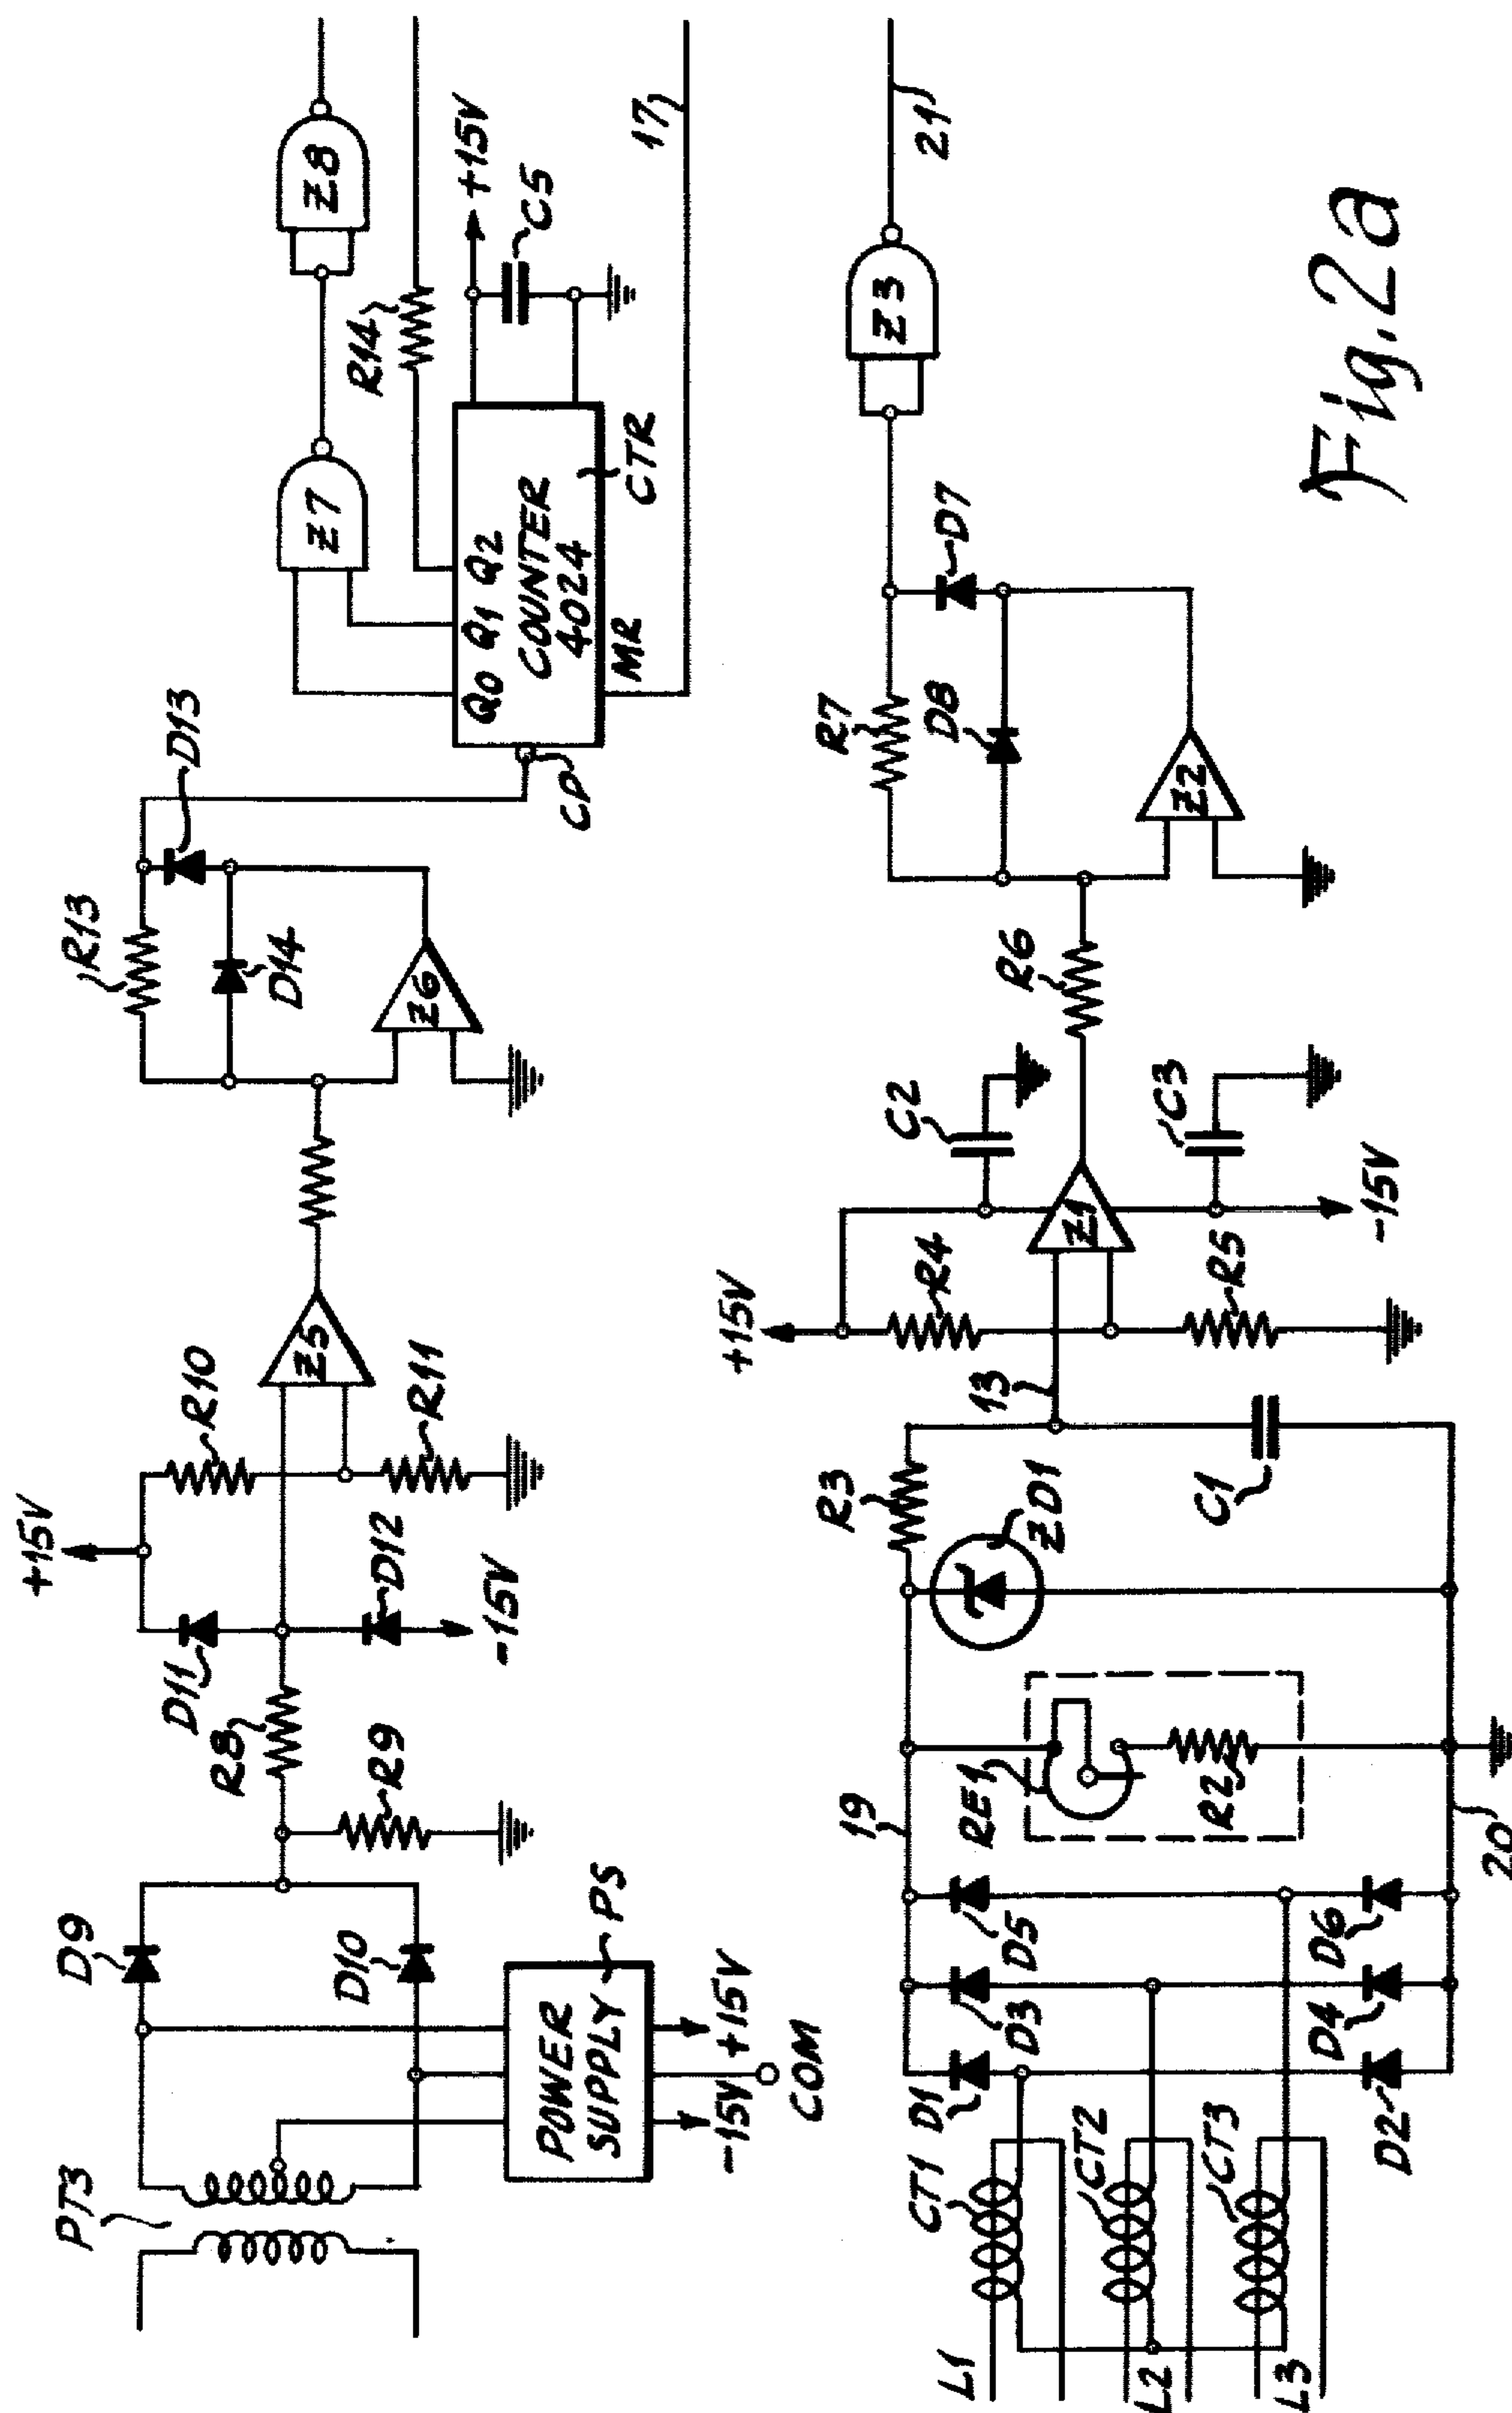 PT3
D9
D10
POWER
SUPPLY
PS
-15V
+15V
COM
R8
R9
D11
D12
+15V
-15V
R10
R11
Z5
R13
D14
D13
Z6
CP
Q0 Q1 Q2
COUNTER
4024
MR
CTR
R14
C5
+15V
Z7
Z8
17
L1
L2
L3
CT1
CT2
CT3
D1
D2
D3
D4
D5
D6
19
20
RE1
R2
ZD1
R3
C1
13
+15V
R4
R5
Z1
C2
C3
-15V
R6
R7
D8
D7
Z2
Z3
21
Fig. 2a